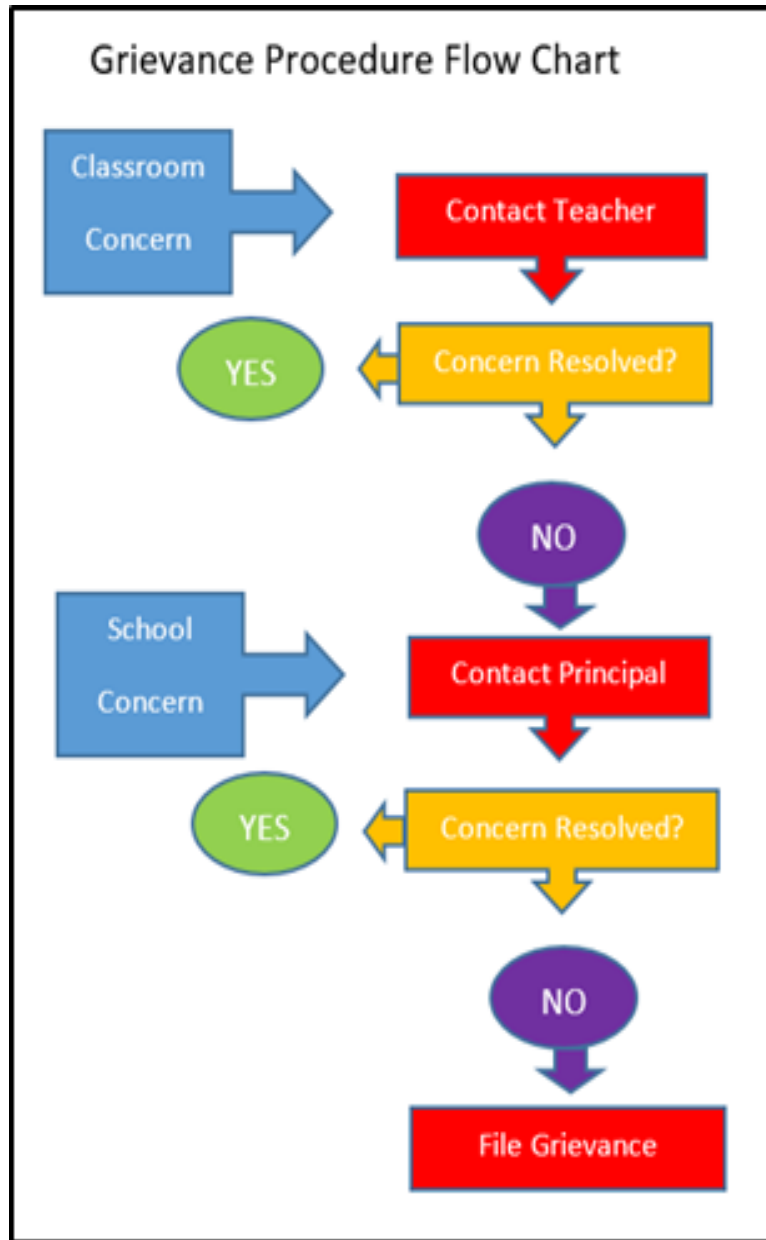 Grievance Procedure Flow Chart
Classroom
Concern
Contact Teacher
Concern Resolved?
YES
NO
School
Concern
Contact Principal
Concern Resolved?
YES
NO
File Grievance